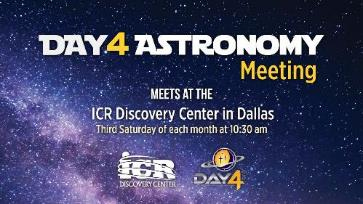 DAY4 ASTRONOMY
Meeting
MEETS AT THE
ICR Discovery Center in Dallas
Third Saturday of each month at 10:30 am
ICR
DISCOVERY CENTER
DAY4